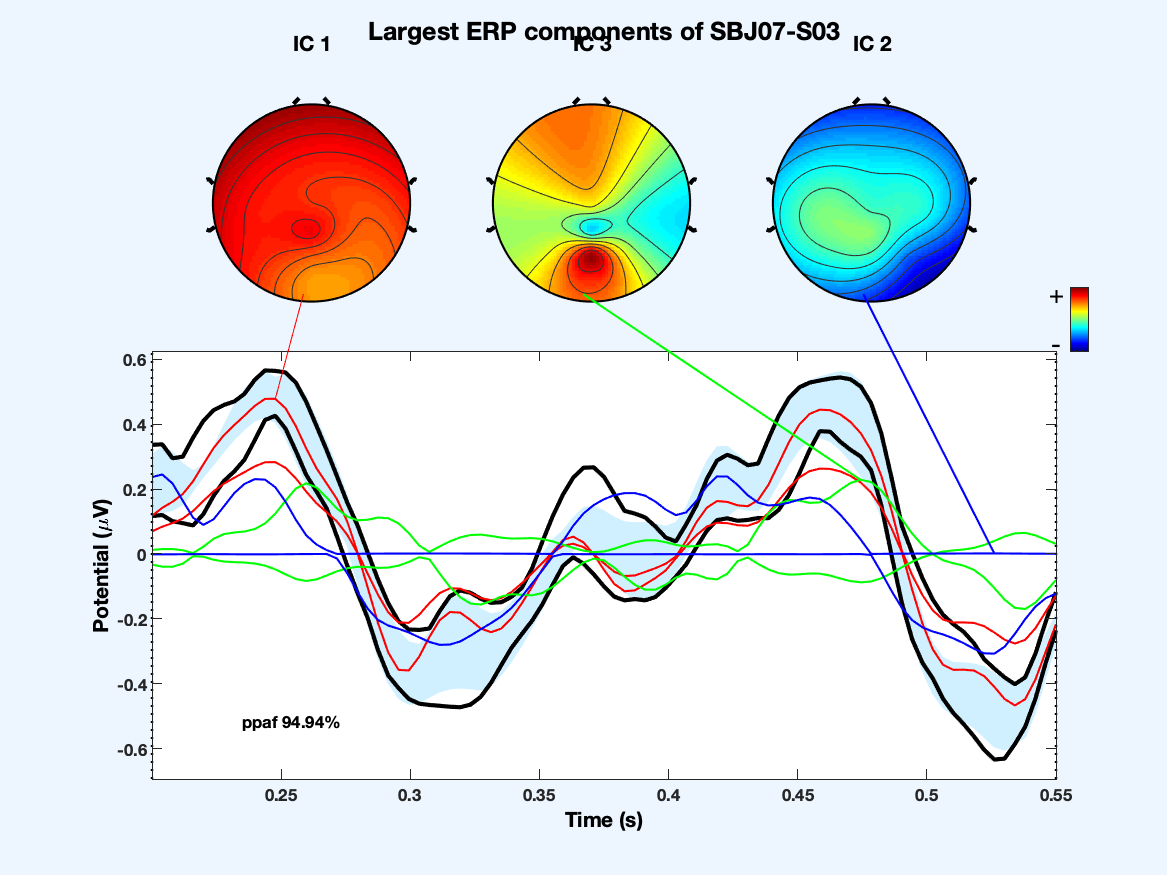 Largest ERP components of SBJ07-S03
IC 1
IC 3
IC 2
+
-
0.6
0.4
0.2
0
-0.2
-0.4
-0.6
Potential (μV)
ppaf 94.94%
0.25
0.3
0.35
0.4
0.45
0.5
0.55
Time (s)